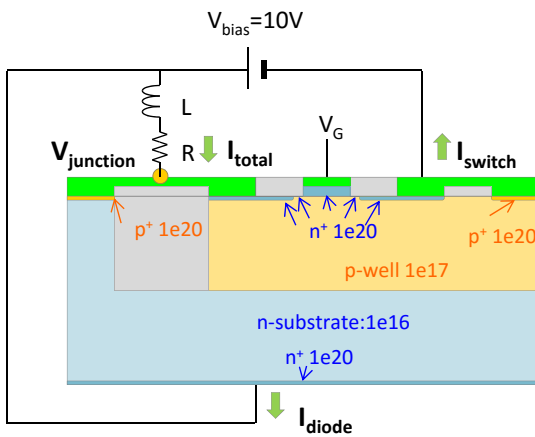 V_bias=10V
L
R
V_junction
I_total
V_G
I_switch
p⁺ 1e20
n⁺ 1e20
p⁺ 1e20
p-well 1e17
n-substrate:1e16
n⁺ 1e20
I_diode